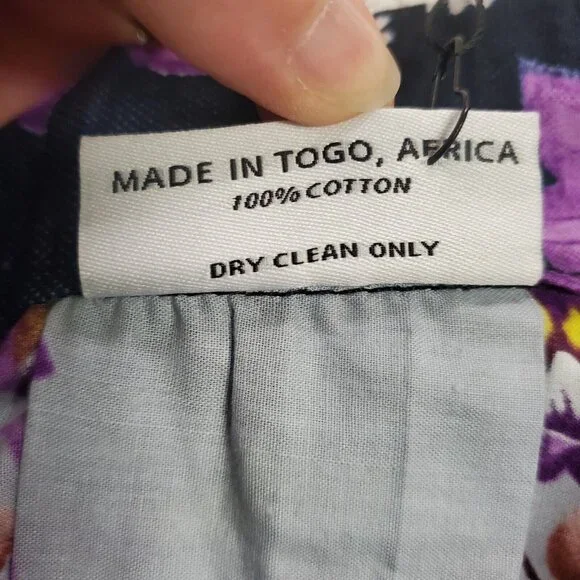 MADE IN TOGO, AFRICA
100% COTTON
DRY CLEAN ONLY